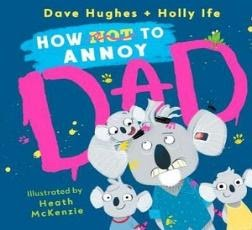 Dave Hughes + Holly Ife
HOW NOT TO
ANNOY
DAD
Illustrated by
Heath
McKenzie